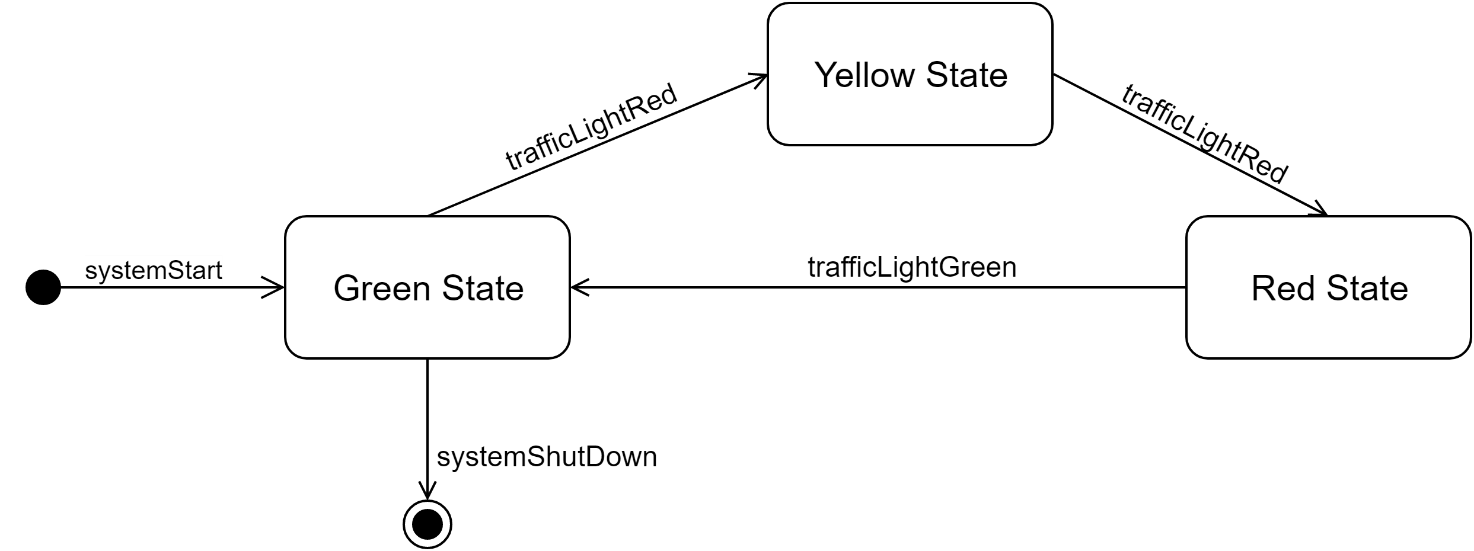 Yellow State
trafficLightRed
trafficLightRed
systemStart
Green State
trafficLightGreen
Red State
systemShutDown